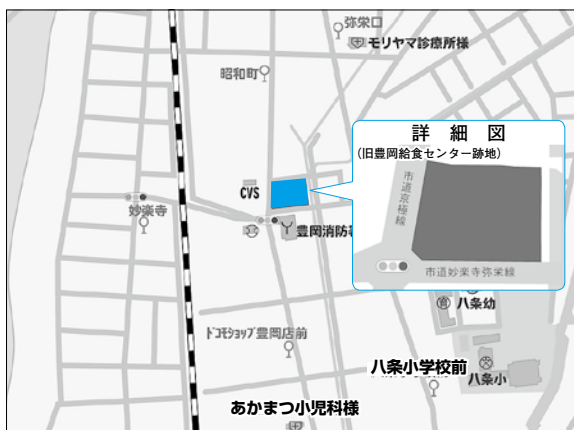 弥栄口
モリヤマ診療所様
昭和町
詳 細 図
(旧豊岡給食センター跡地)
市道京極線
市道妙楽寺弥栄線
CVS
妙楽寺
豊岡消防
八条幼
ドコモショップ豊岡店前
八条小学校前
八条小
あかまつ小児科様